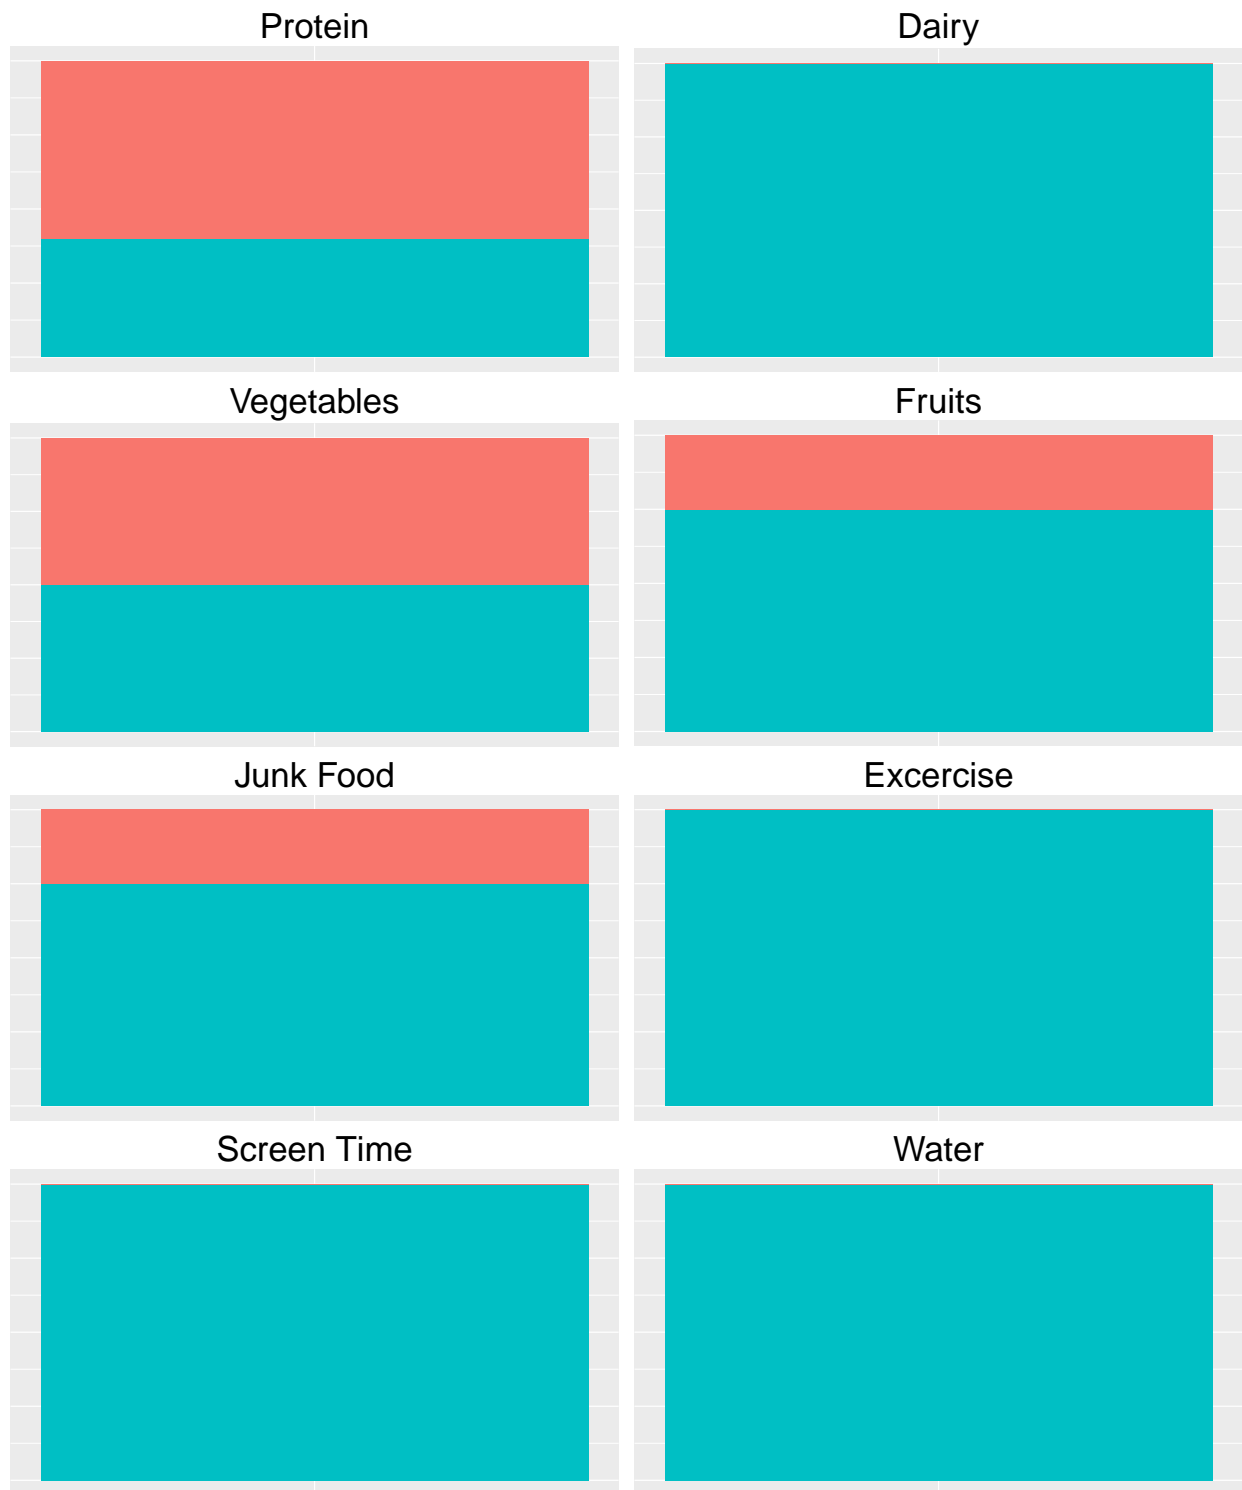 Protein
Dairy
Vegetables
Fruits
Junk Food
Excercise
Screen Time
Water